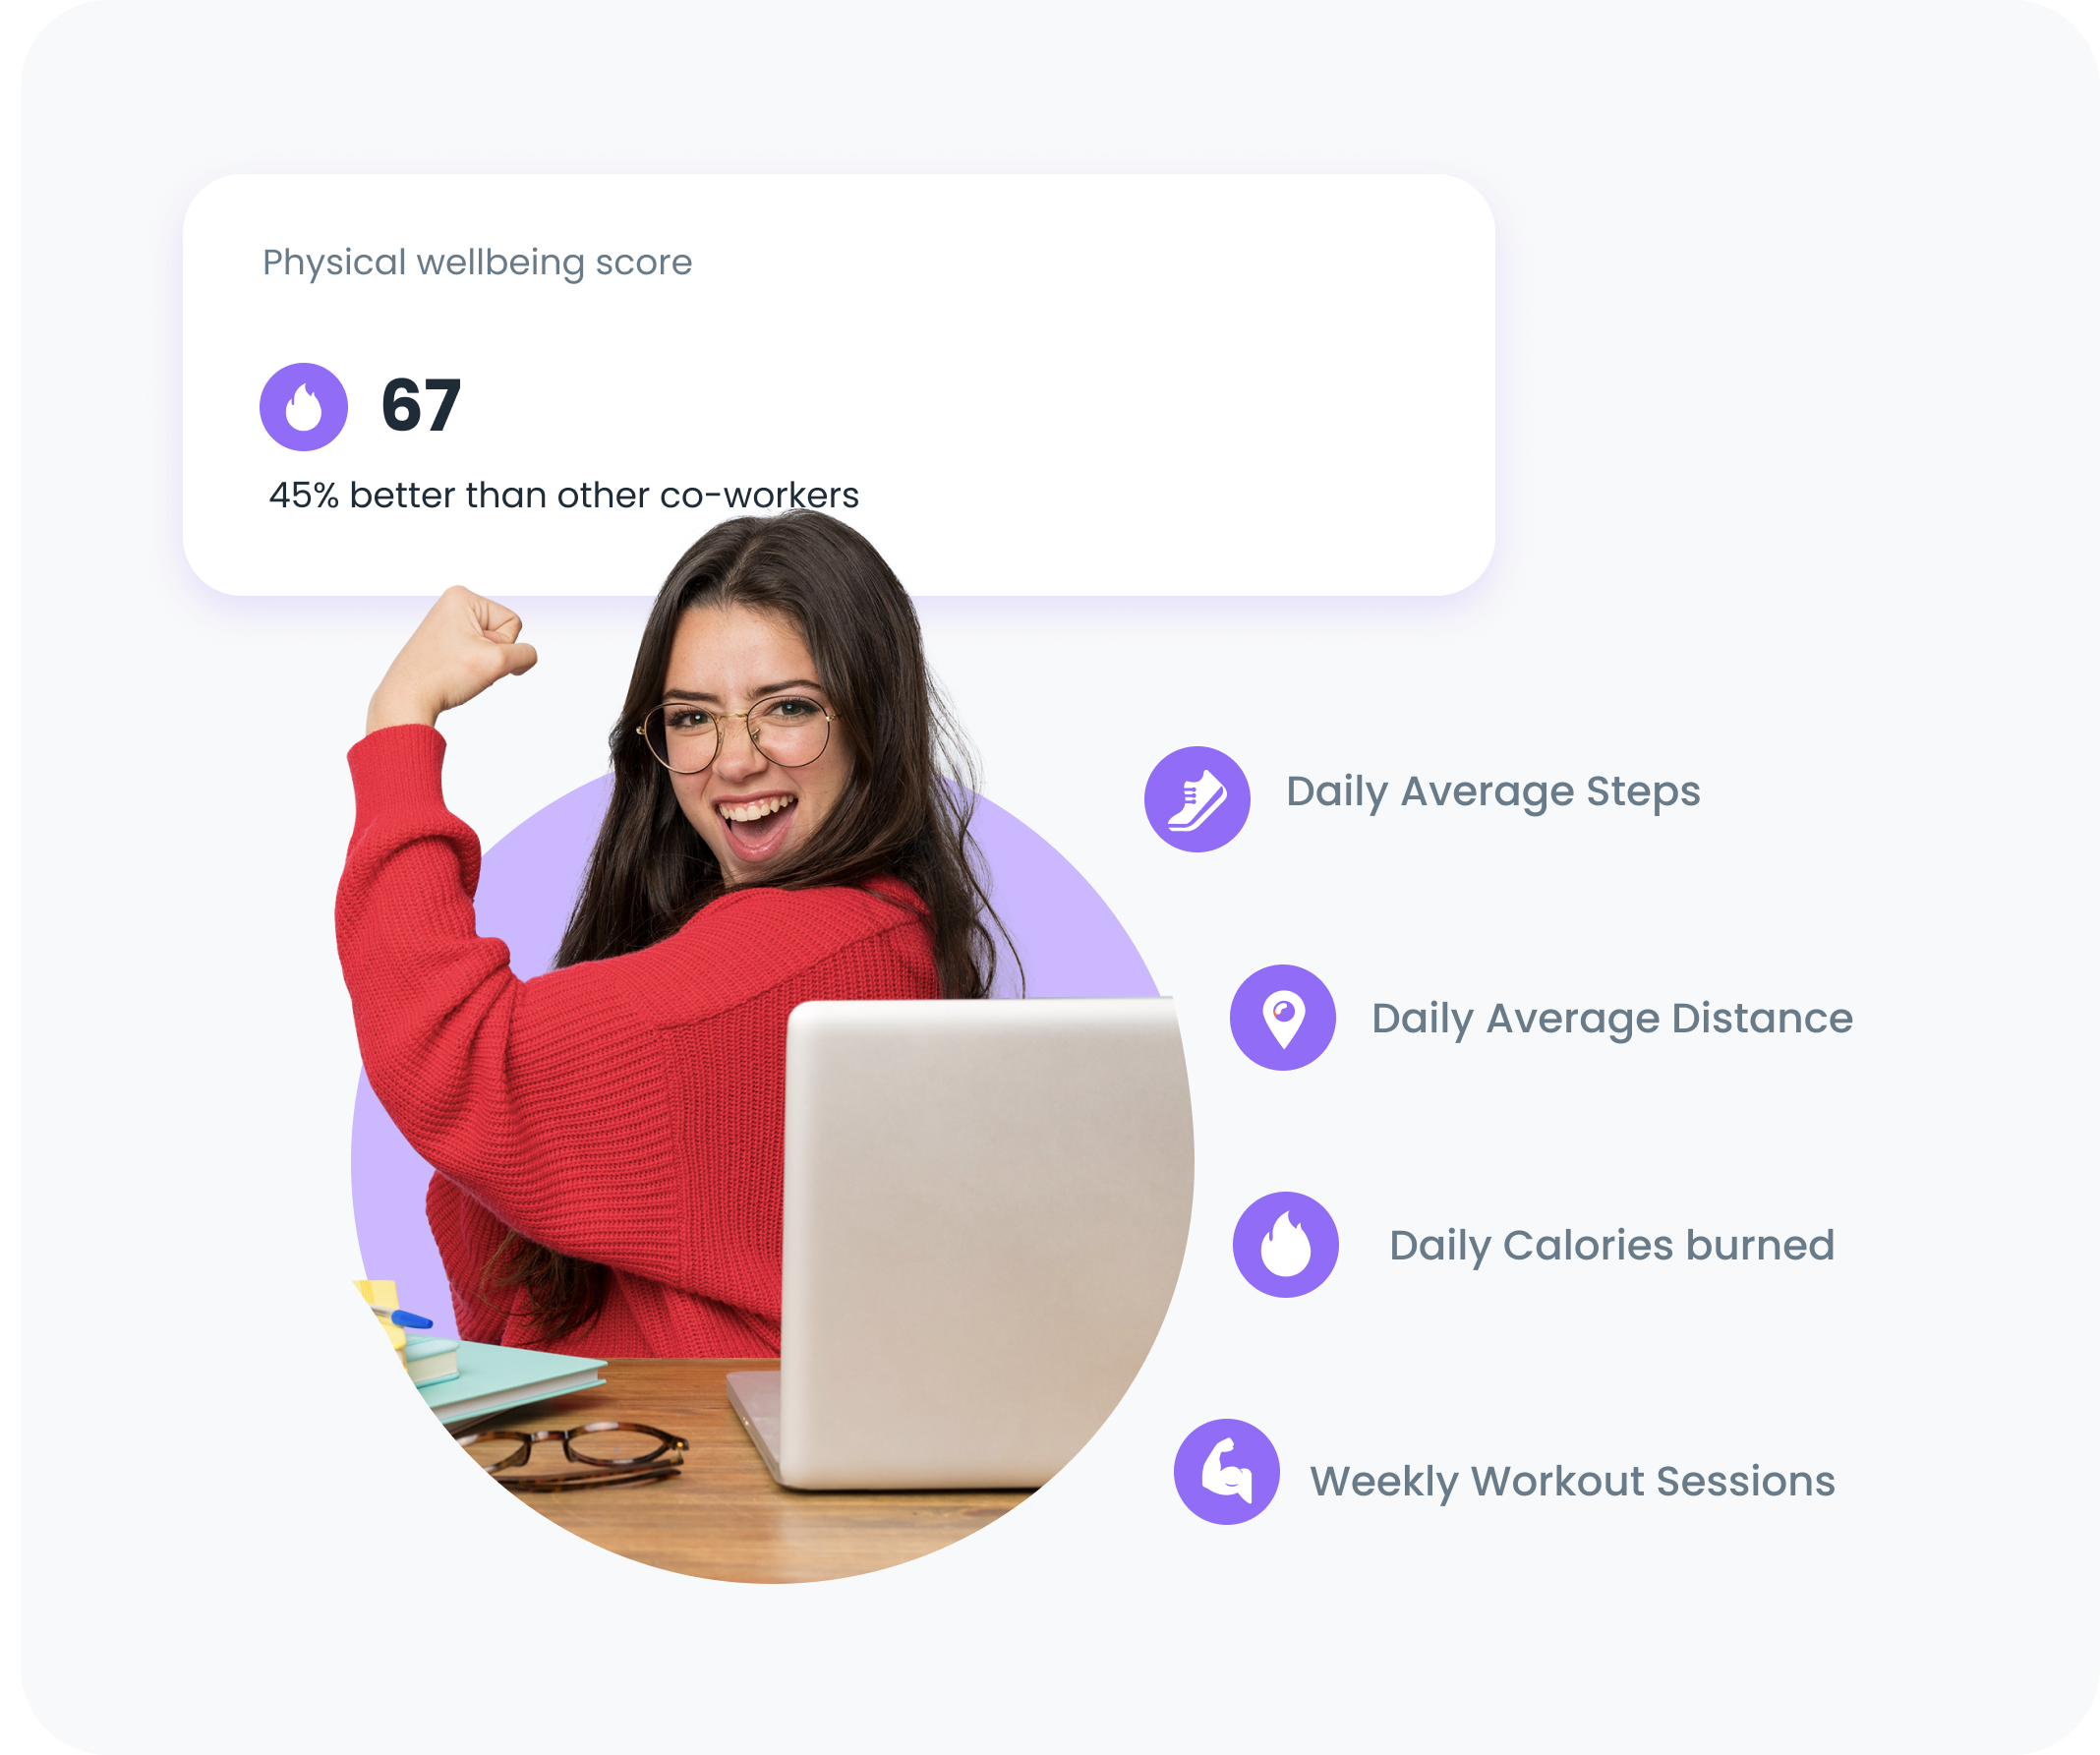 Physical wellbeing score
67
45% better than other co-workers
Daily Average Steps
Daily Average Distance
Daily Calories burned
Weekly Workout Sessions